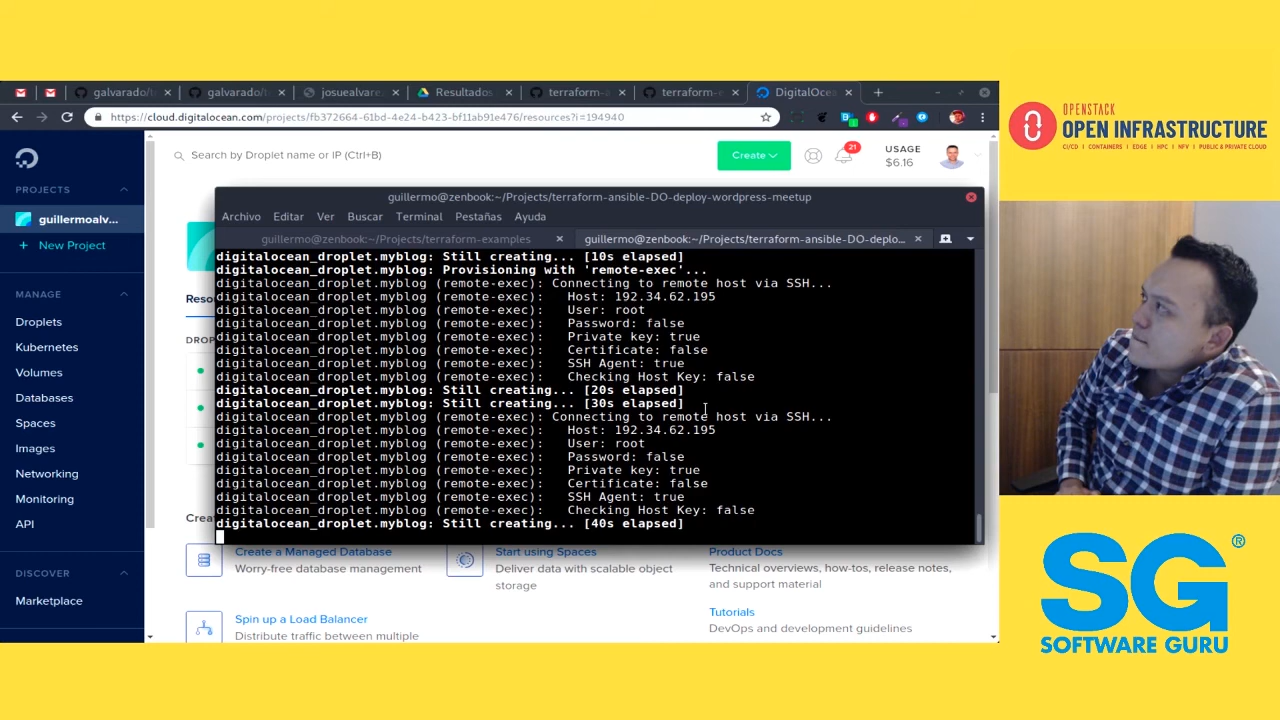 galvarado/t
galvarado/t
josuealvare
Resultados
terraform-a
terraform-e
DigitalOcea
https://cloud.digitalocean.com/projects/fb372664-61bd-4e24-b423-bf11ab91e476/resources?i=194940
PROJECTS
guillermoalv...
+ New Project
MANAGE
Droplets
Kubernetes
Volumes
Databases
Spaces
Images
Networking
Monitoring
API
DISCOVER
Marketplace
Search by Droplet name or IP (Ctrl+B)
Create
21
USAGE
$6.16
Reso
DROP
guillermo@zenbook:~/Projects/terraform-ansible-DO-deploy-wordpress-meetup
Archivo Editar Ver Buscar Terminal Pestañas Ayuda
guillermo@zenbook:~/Projects/terraform-examples
guillermo@zenbook:~/Projects/terraform-ansible-DO-deplo...
digitalocean_droplet.myblog: Still creating... [10s elapsed]
digitalocean_droplet.myblog: Provisioning with 'remote-exec'...
digitalocean_droplet.myblog (remote-exec): Connecting to remote host via SSH...
digitalocean_droplet.myblog (remote-exec): Host: 192.34.62.195
digitalocean_droplet.myblog (remote-exec): User: root
digitalocean_droplet.myblog (remote-exec): Password: false
digitalocean_droplet.myblog (remote-exec): Private key: true
digitalocean_droplet.myblog (remote-exec): Certificate: false
digitalocean_droplet.myblog (remote-exec): SSH Agent: true
digitalocean_droplet.myblog (remote-exec): Checking Host Key: false
digitalocean_droplet.myblog: Still creating... [20s elapsed]
digitalocean_droplet.myblog: Still creating... [30s elapsed]
digitalocean_droplet.myblog (remote-exec): Connecting to remote host via SSH...
digitalocean_droplet.myblog (remote-exec): Host: 192.34.62.195
digitalocean_droplet.myblog (remote-exec): User: root
digitalocean_droplet.myblog (remote-exec): Password: false
digitalocean_droplet.myblog (remote-exec): Private key: true
digitalocean_droplet.myblog (remote-exec): Certificate: false
digitalocean_droplet.myblog (remote-exec): SSH Agent: true
digitalocean_droplet.myblog (remote-exec): Checking Host Key: false
digitalocean_droplet.myblog: Still creating... [40s elapsed]
Crea
Create a Managed Database
Worry-free database management
Start using Spaces
Deliver data with scalable object
storage
Product Docs
Technical overviews, how-tos, release notes,
and support material
Spin up a Load Balancer
Distribute traffic between multiple
Tutorials
DevOps and development guidelines
OPENSTACK
OPEN INFRASTRUCTURE
CI/CD | CONTAINERS | EDGE | HPC | NFV | PUBLIC & PRIVATE CLOUD
SG®
SOFTWARE GURU